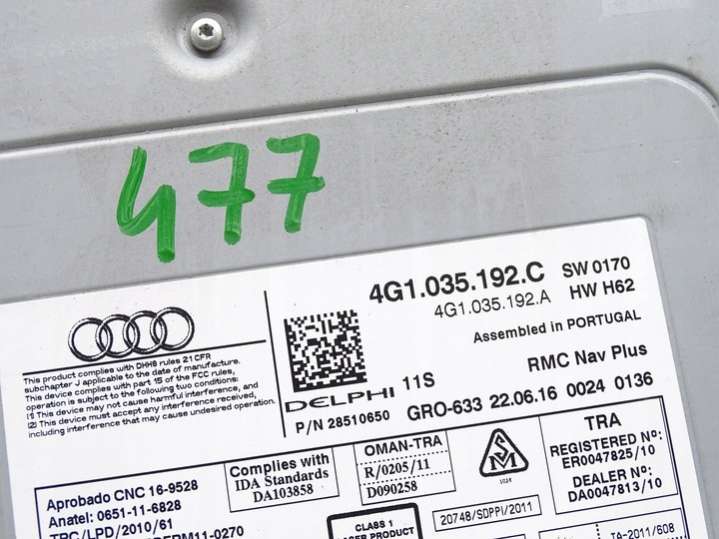 477
4G1.035.192.C SW 0170
4G1.035.192.A HW H62
Assembled in PORTUGAL
RMC Nav Plus
This product complies with DHHS rules 21 CFR
subchapter J applicable to the date of manufacture.
This device complies with part 15 of the FCC rules,
operation is subject to the following two conditions:
(1) This device may not cause harmful interference, and
(2) This device must accept any interference received,
including interference that may cause undesired operation.
DELPHI 11S
P/N 28510650 GRO-633 22.06.16 0024 0136
Aprobado CNC 16-9528
Anatel: 0651-11-6828
TRC/LPD/2010/61
Complies with
IDA Standards
DA103858
OMAN-TRA
R/0205/11
D090258
1024
TRA
REGISTERED Nº:
ER0047825/10
DEALER Nº:
DA0047813/10
CLASS 1
LASER PRODUCT
20748/SDPPI/2011
TA-2011/608